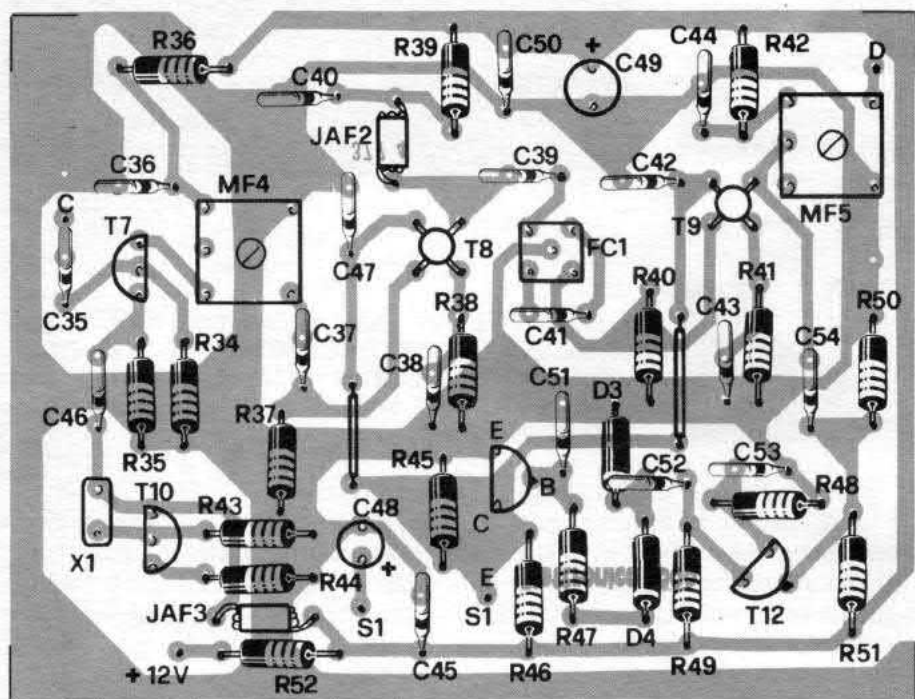 R36
R39
C50
+
C49
C44
R42
D
C40
JAF2
C36
C39
C42
C
MF4
MF5
T7
T8
FC1
T9
C47
C35
R38
R40
R41
R50
R34
C37
C41
C43
C54
C38
C46
R37
C51
D3
R35
R45
E
B
C
C52
C53
R48
T10
R43
C48
+
X1
R44
E
JAF3
S1
S1
T12
R47
D4
+12V
R52
C45
R46
R49
R51